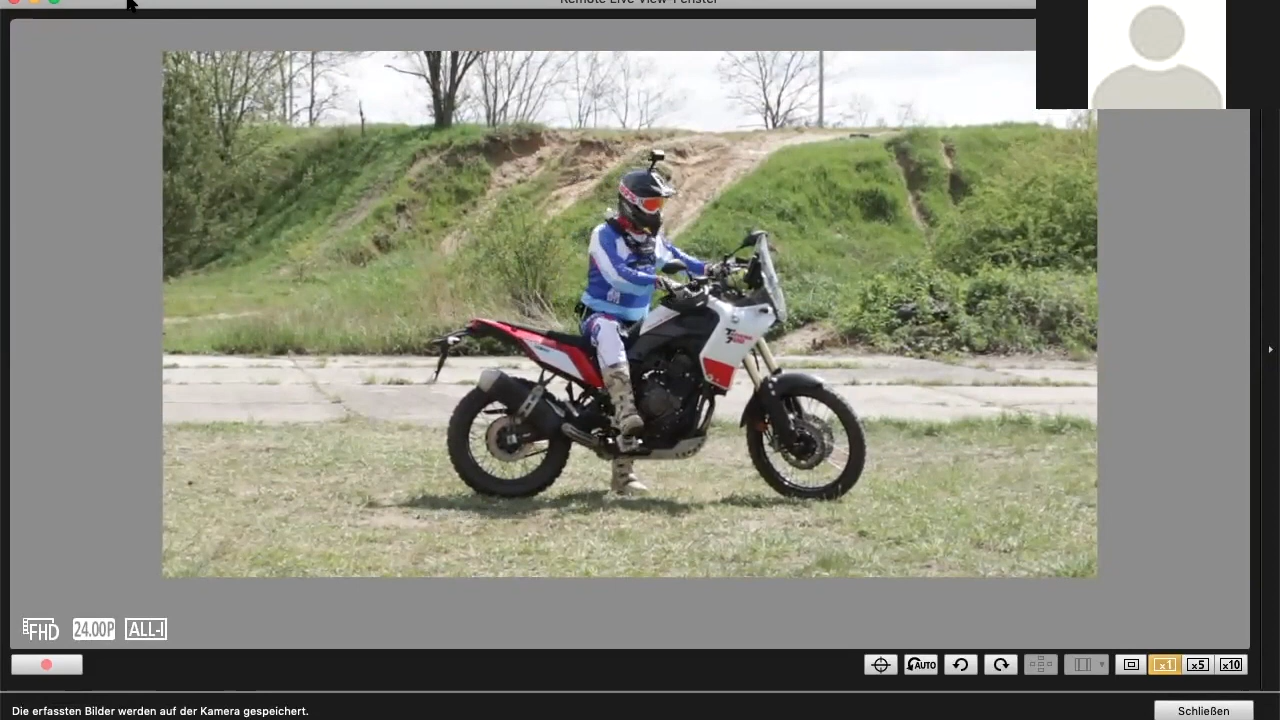 Remote Live View-Fenster
FHD 24.00P ALL-I
AUTO x1 x5 x10
Die erfassten Bilder werden auf der Kamera gespeichert.
Schließen